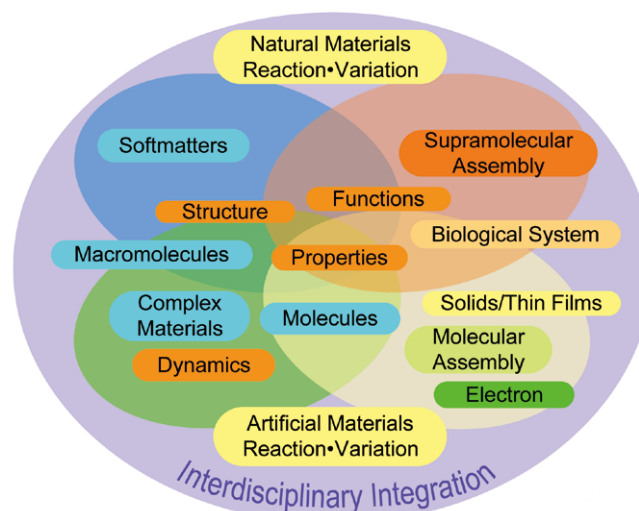 Natural Materials
Reaction•Variation
Softmatters
Supramolecular
Assembly
Functions
Structure
Biological System
Macromolecules
Properties
Complex
Materials
Molecules
Solids/Thin Films
Molecular
Assembly
Dynamics
Electron
Artificial Materials
Reaction•Variation
Interdisciplinary Integration